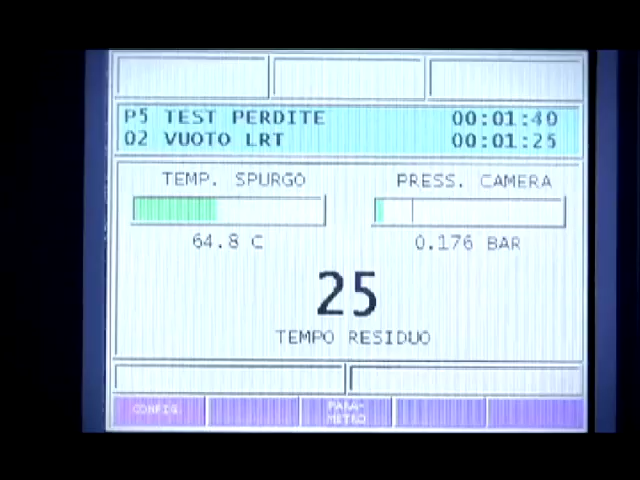 P5 TEST PERDITE 00:01:40
02 VUOTO LRT 00:01:25
TEMP. SPURGO PRESS. CAMERA
64.8 C 0.176 BAR
25
TEMPO RESIDUO
CONFIG. PARA-
METRO